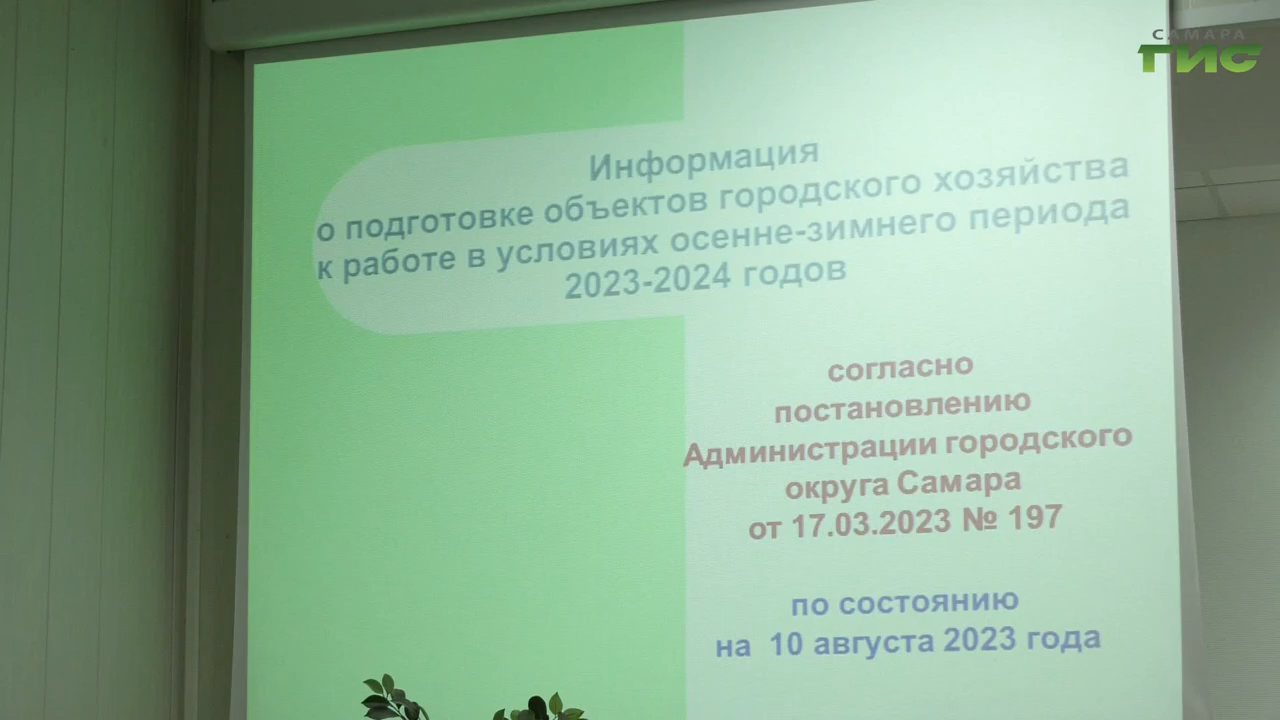 САМАРА
ГИС
Информация
о подготовке объектов городского хозяйства
к работе в условиях осенне-зимнего периода
2023-2024 годов
согласно
постановлению
Администрации городского
округа Самара
от 17.03.2023 № 197
по состоянию
на 10 августа 2023 года